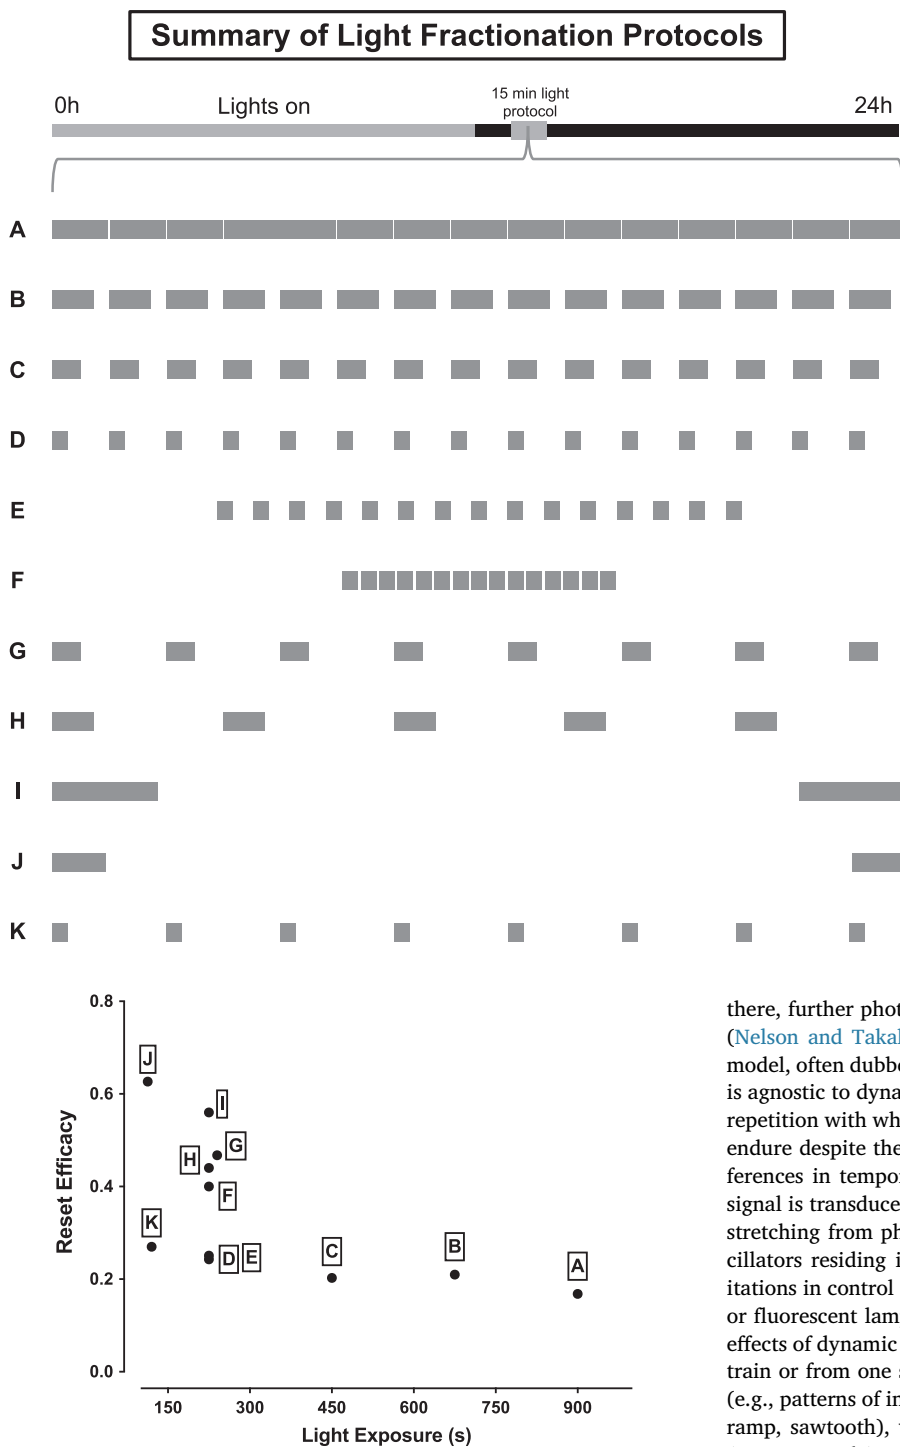 Summary of Light Fractionation Protocols
15 min light
protocol
0h Lights on 24h
A
B
C
D
E
F
G
H
I
J
K
0.8
0.6
0.4
0.2
0.0
Reset Efficacy
J
I
H
G
F
K
D
E
C
B
A
150 300 450 600 750 900
Light Exposure (s)
there, further phot
(Nelson and Takal
model, often dubbe
is agnostic to dyna
repetition with wh
endure despite the
ferences in tempor
signal is transduce
stretching from ph
cillators residing i
itations in control
or fluorescent lam
effects of dynamic
train or from one s
(e.g., patterns of in
ramp, sawtooth), t